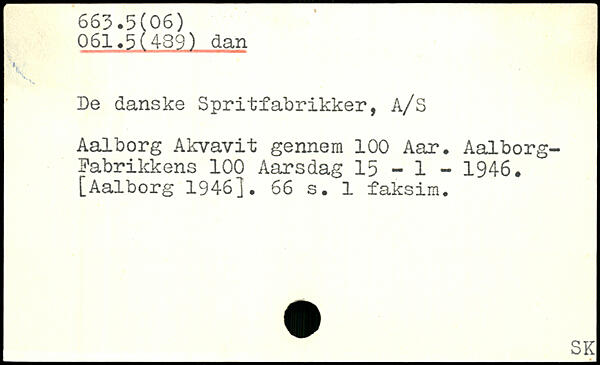 663.5(06)
061.5(489) dan
De danske Spritfabrikker, A/S
Aalborg Akvavit gennem 100 Aar. Aalborg-
Fabrikkens 100 Aarsdag 15 - 1 - 1946.
[Aalborg 1946]. 66 s. 1 faksim.
SK